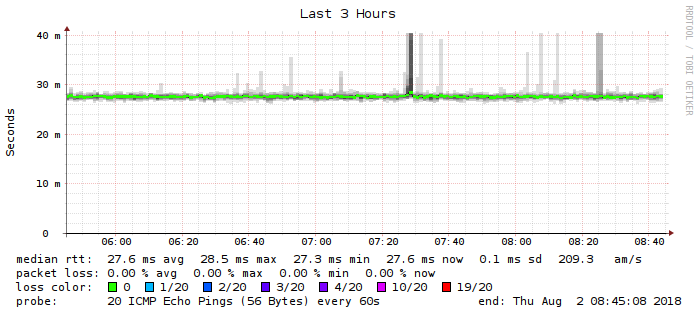 Last 3 Hours
RRDTOOL / TOBI OETIKER
Seconds
40 m
30 m
20 m
10 m
0
06:00 06:20 06:40 07:00 07:20 07:40 08:00 08:20 08:40
median rtt: 27.6 ms avg 28.5 ms max 27.3 ms min 27.6 ms now 0.1 ms sd 209.3 am/s
packet loss: 0.00 % avg 0.00 % max 0.00 % min 0.00 % now
loss color: 0 1/20 2/20 3/20 4/20 10/20 19/20
probe: 20 ICMP Echo Pings (56 Bytes) every 60s end: Thu Aug 2 08:45:08 2018